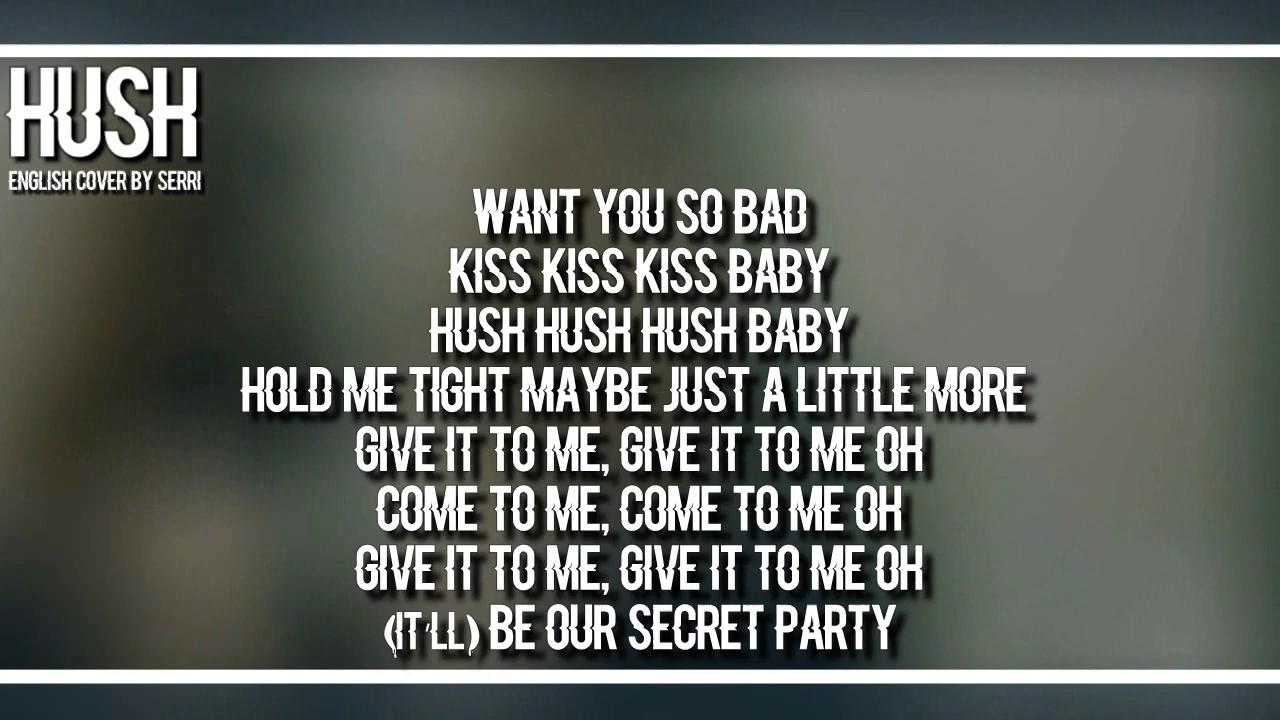 HUSH
ENGLISH COVER BY SERRI
WANT YOU SO BAD
KISS KISS KISS BABY
HUSH HUSH HUSH BABY
HOLD ME TIGHT MAYBE JUST A LITTLE MORE
GIVE IT TO ME, GIVE IT TO ME OH
COME TO ME, COME TO ME OH
GIVE IT TO ME, GIVE IT TO ME OH
(IT'LL) BE OUR SECRET PARTY